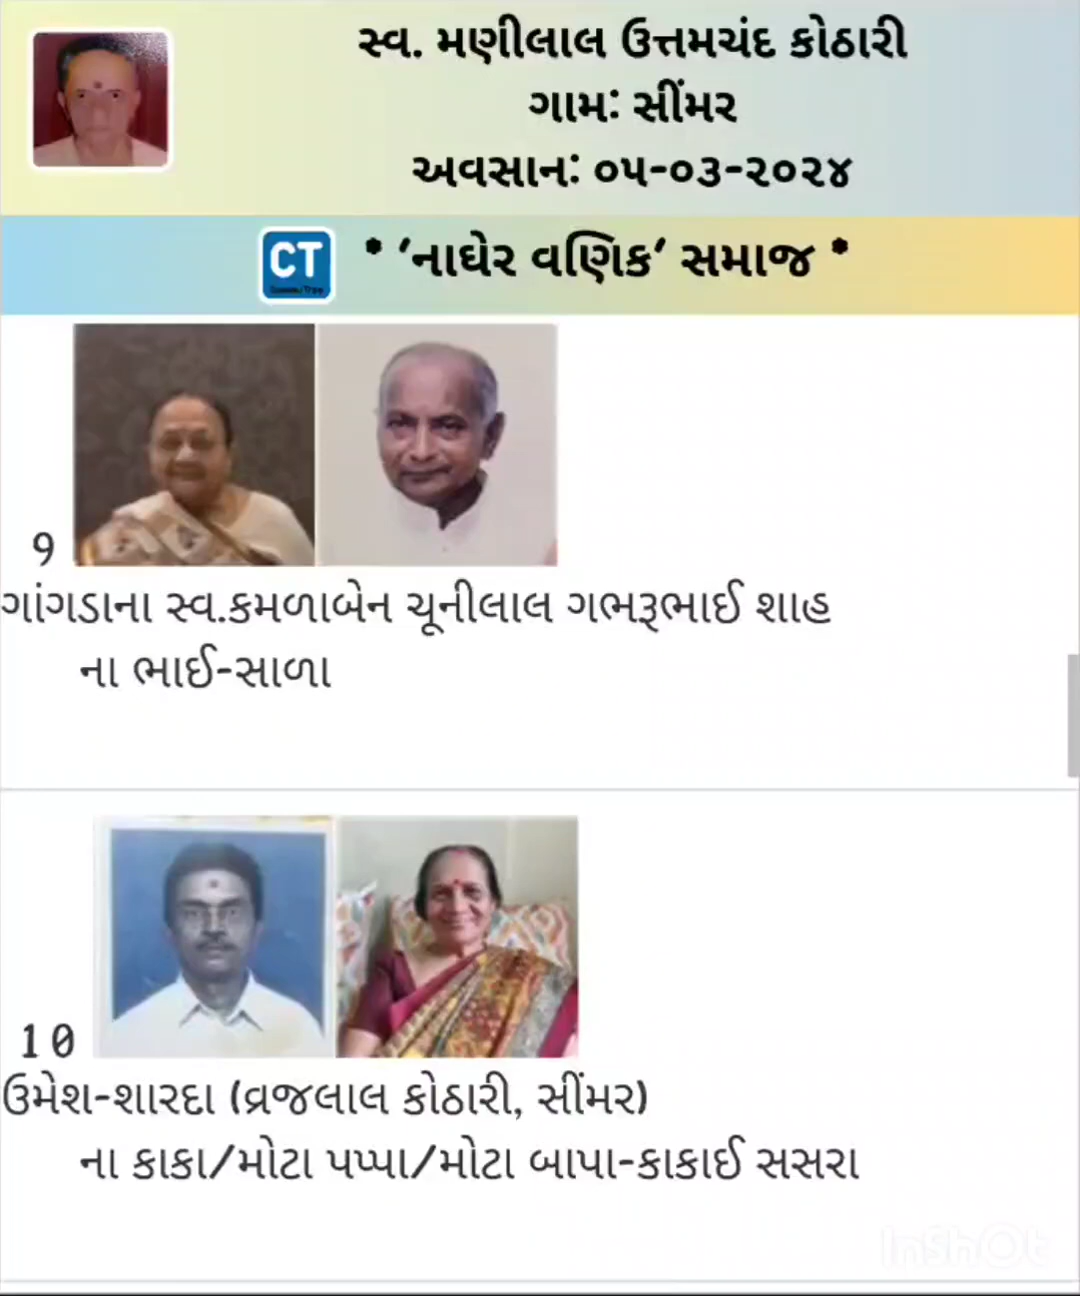 સ્વ. મણીલાલ ઉત્તમચંદ કોઠારી
ગામઃ સીંમર
અવસાનઃ ૦૫-૦૩-૨૦૨૪
CT
* ‘નાઘેર વણિક’ સમાજ *
9
ગાંગડાના સ્વ.કમળાબેન ચૂનીલાલ ગભરૂભાઈ શાહ
ના ભાઈ-સાળા
10
ઉમેશ-શારદા (વ્રજલાલ કોઠારી, સીંમર)
ના કાકા/મોટા પપ્પા/મોટા બાપા-કાકાઈ સસરા
InShOt